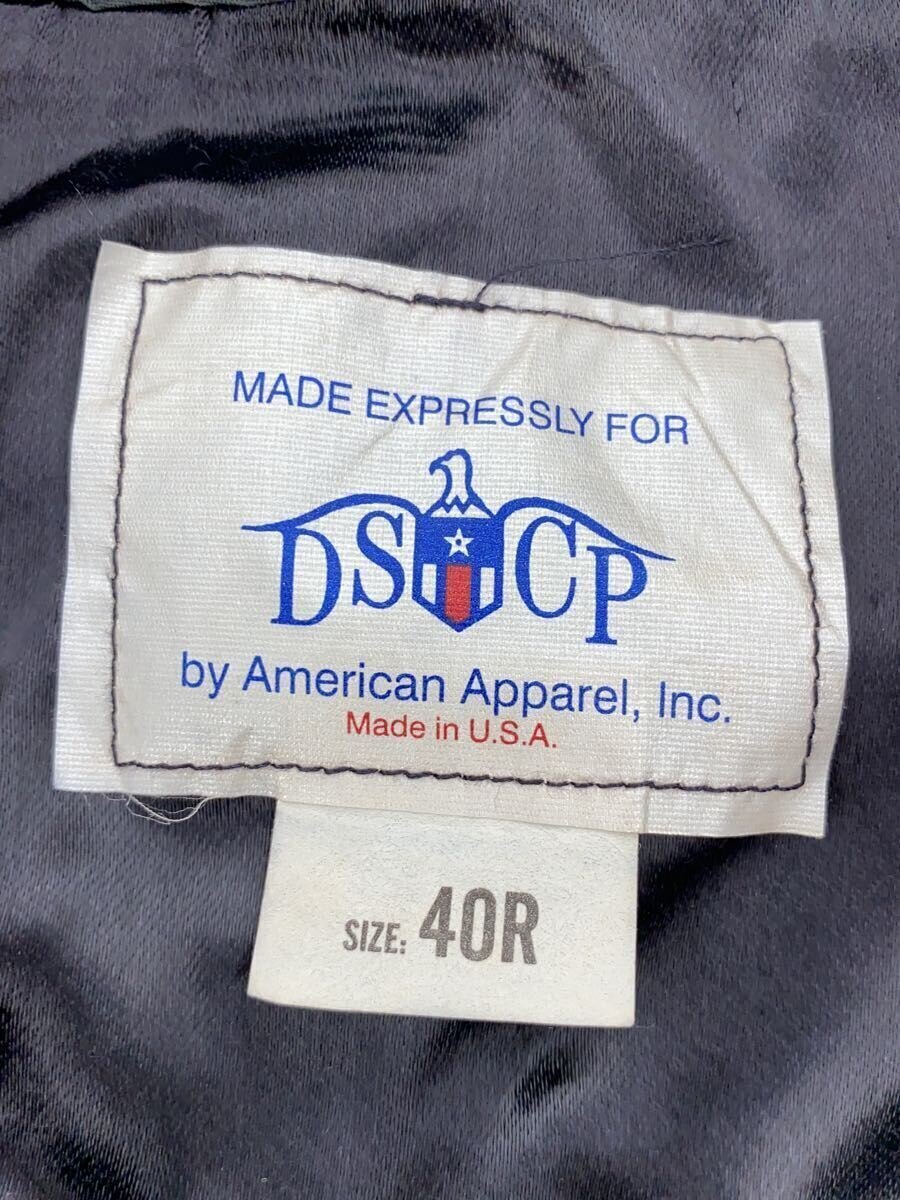 MADE EXPRESSLY FOR
DSCP
by American Apparel, Inc.
Made in U.S.A.
SIZE: 40R